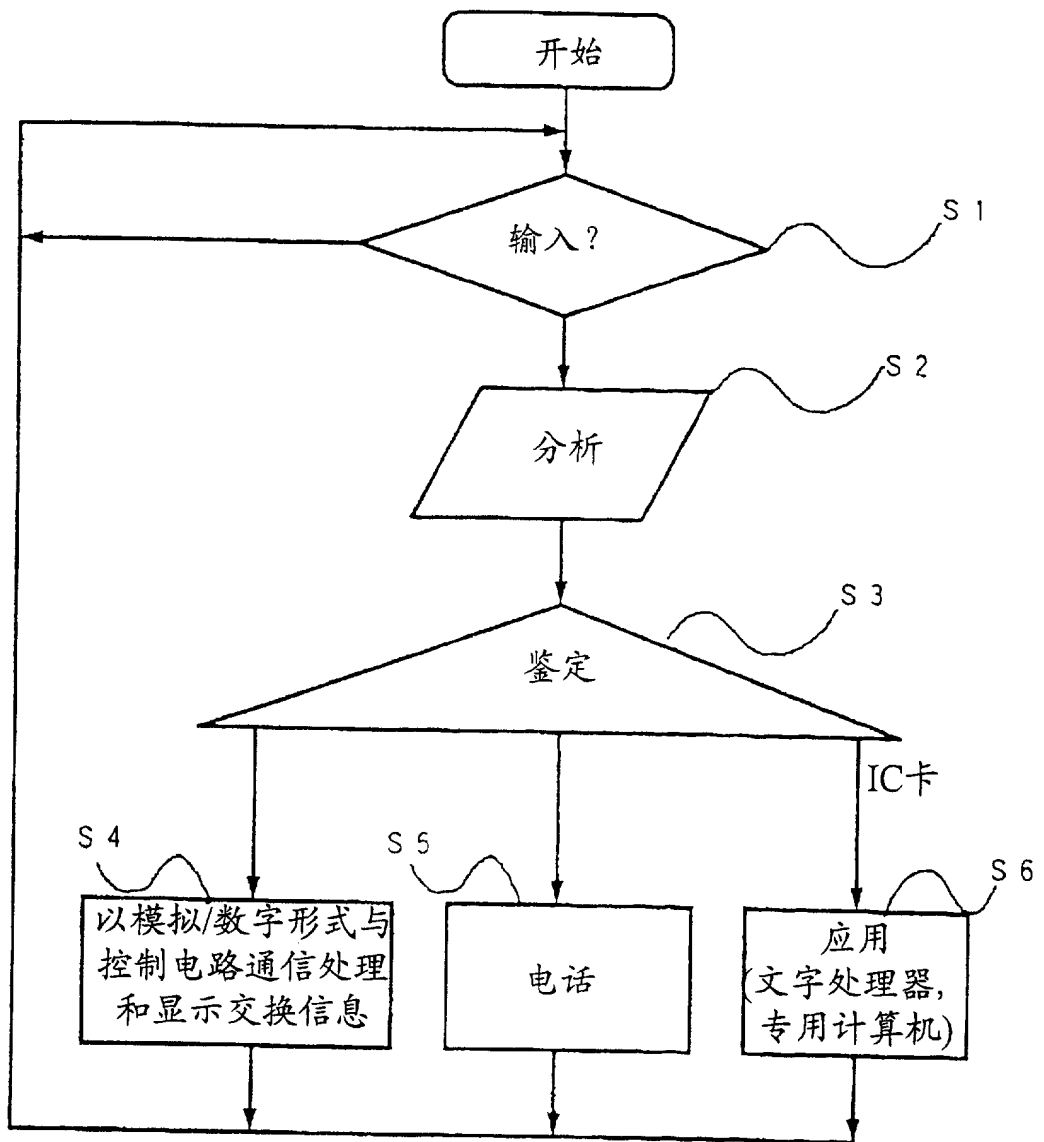 开始
输入？
S 1
S 2
分析
S 3
鉴定
IC卡
S 4
S 5
S 6
以模拟/数字形式与
控制电路通信处理
和显示交换信息
电话
应用
(文字处理器,
专用计算机)